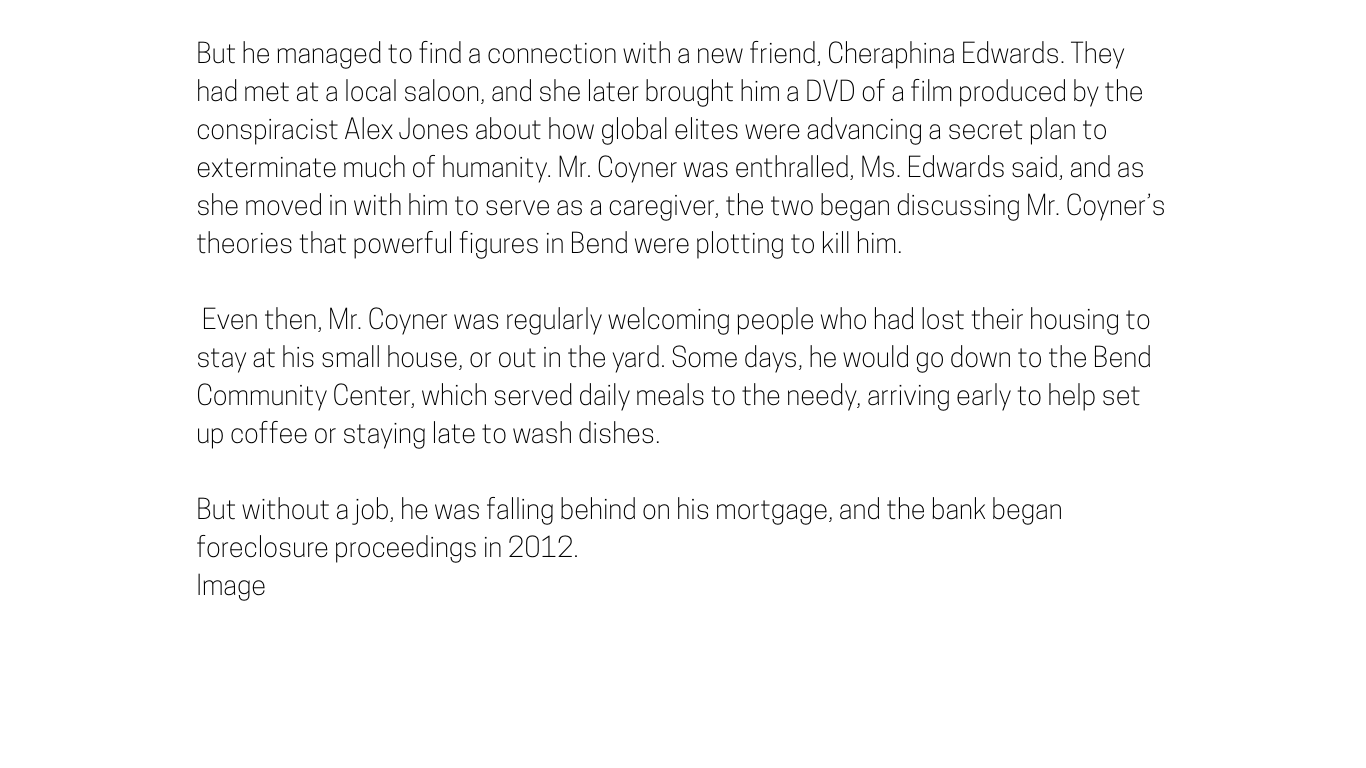 But he managed to find a connection with a new friend, Cheraphina Edwards. They
had met at a local saloon, and she later brought him a DVD of a film produced by the
conspiracist Alex Jones about how global elites were advancing a secret plan to
exterminate much of humanity. Mr. Coyner was enthralled, Ms. Edwards said, and as
she moved in with him to serve as a caregiver, the two began discussing Mr. Coyner’s
theories that powerful figures in Bend were plotting to kill him.
Even then, Mr. Coyner was regularly welcoming people who had lost their housing to
stay at his small house, or out in the yard. Some days, he would go down to the Bend
Community Center, which served daily meals to the needy, arriving early to help set
up coffee or staying late to wash dishes.
But without a job, he was falling behind on his mortgage, and the bank began
foreclosure proceedings in 2012.
Image